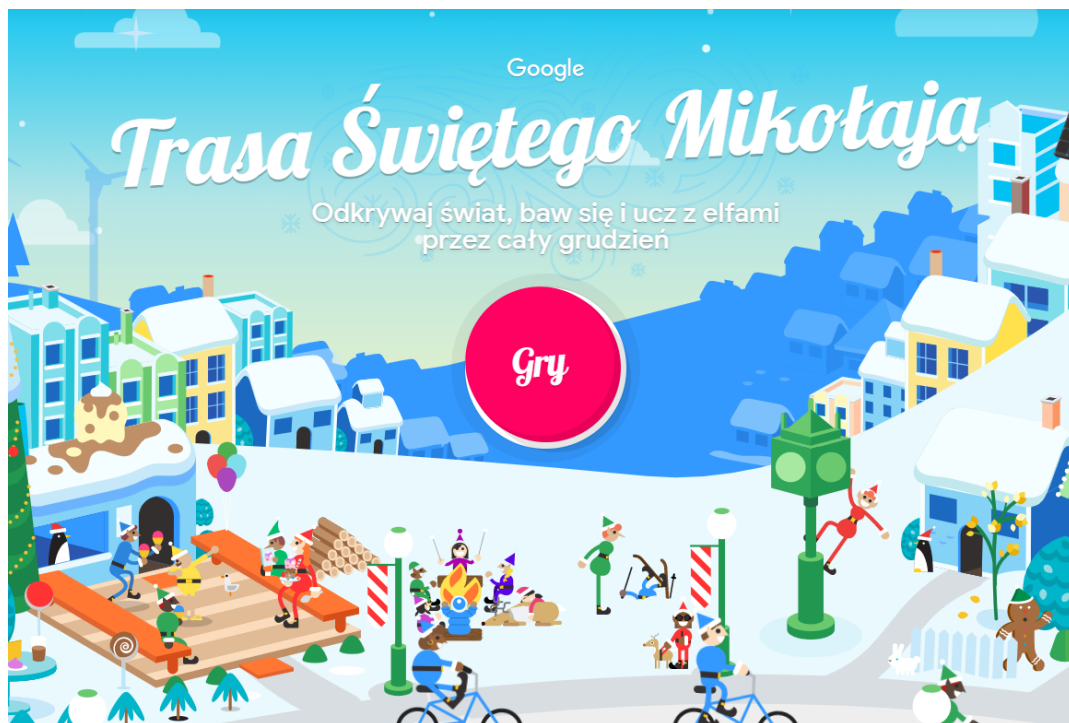 Google
Trasa Świętego Mikołaja
Odkrywaj świat, baw się i ucz z elfami
przez cały grudzień
Gry